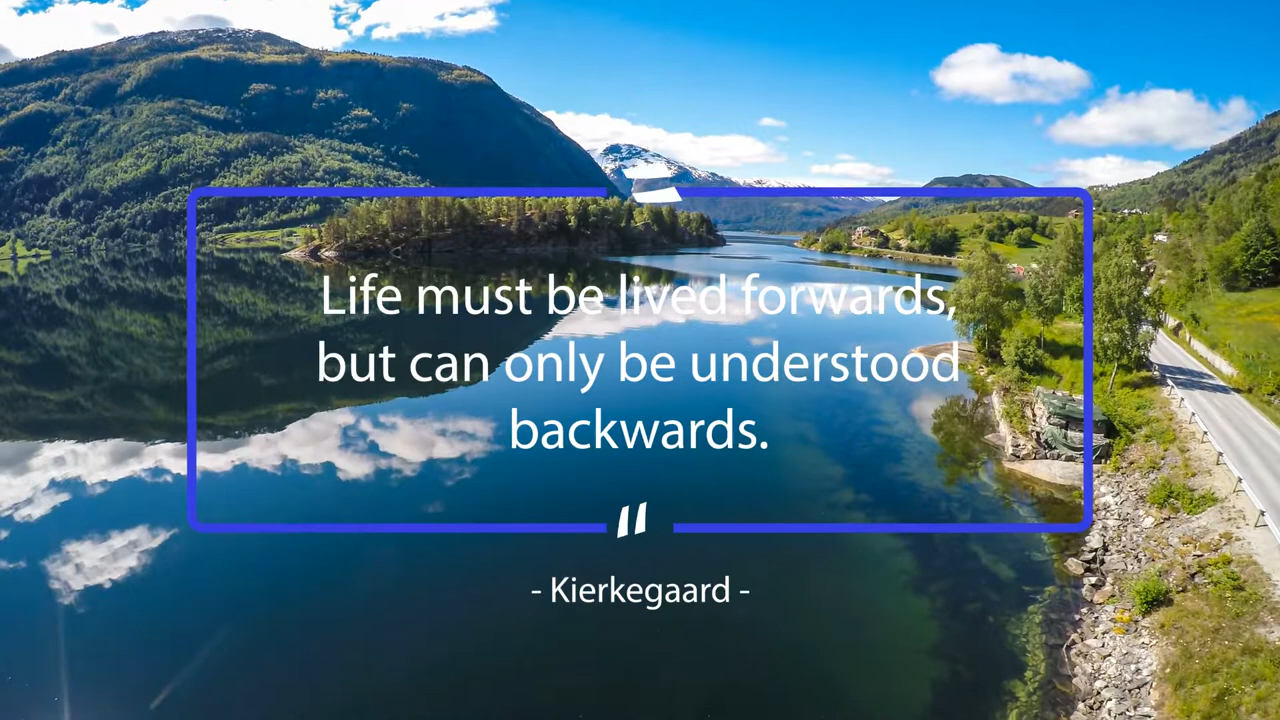 Life must be lived forwards,
but can only be understood
backwards.
"
- Kierkegaard -